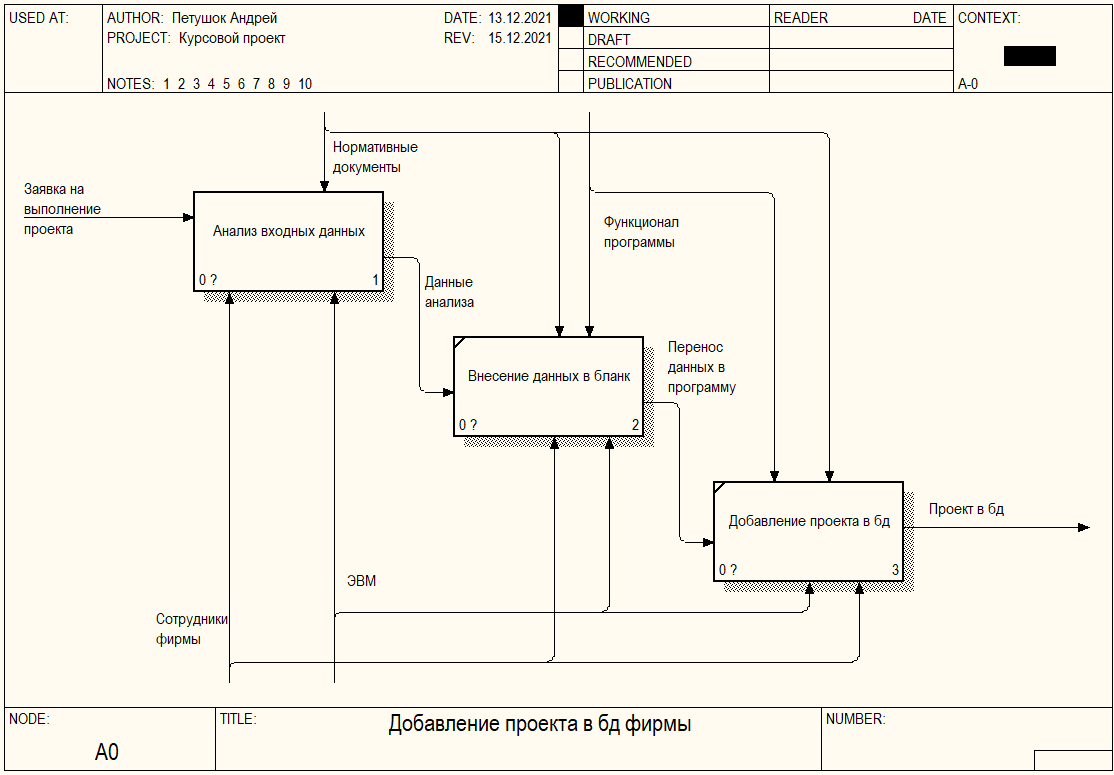 USED AT:
AUTHOR: Петушок Андрей
DATE: 13.12.2021
PROJECT: Курсовой проект
REV: 15.12.2021
NOTES: 1 2 3 4 5 6 7 8 9 10
WORKING
DRAFT
RECOMMENDED
PUBLICATION
READER
DATE
CONTEXT:
A-0
Нормативные
документы
Заявка на
выполнение
проекта
Анализ входных данных
0 ?
1
Функционал
программы
Данные
анализа
Внесение данных в бланк
0 ?
2
Перенос
данных в
программу
Добавление проекта в бд
0 ?
3
Проект в бд
ЭВМ
Сотрудники
фирмы
NODE:
A0
TITLE:
Добавление проекта в бд фирмы
NUMBER: